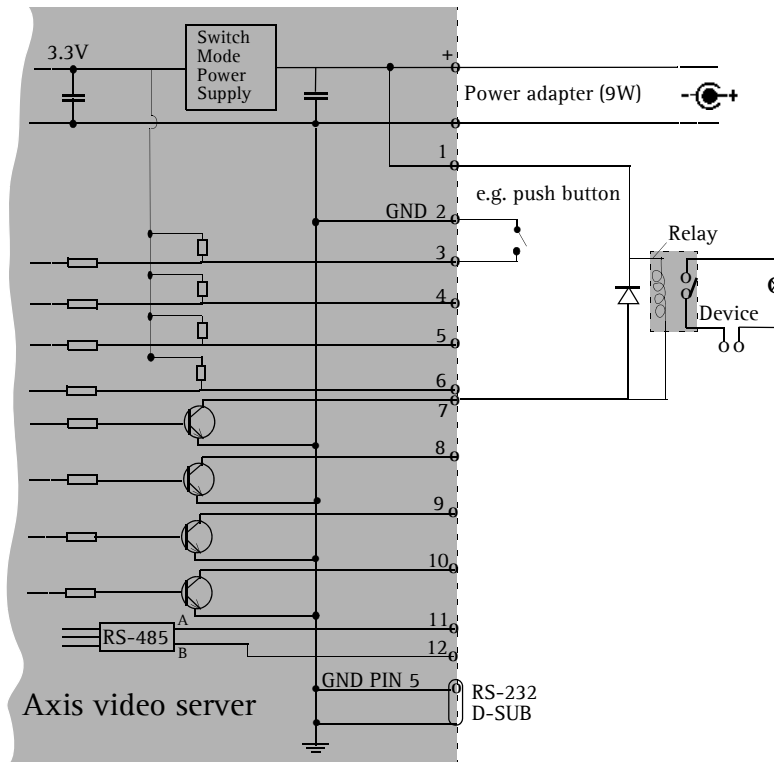 3.3V
Switch
Mode
Power
Supply
+
Power adapter (9W)
- +
1
e.g. push button
GND 2
Relay
3
4
Device
5
6
7
8
9
10
A
11
RS-485
B
12
GND PIN 5
RS-232
D-SUB
Axis video server